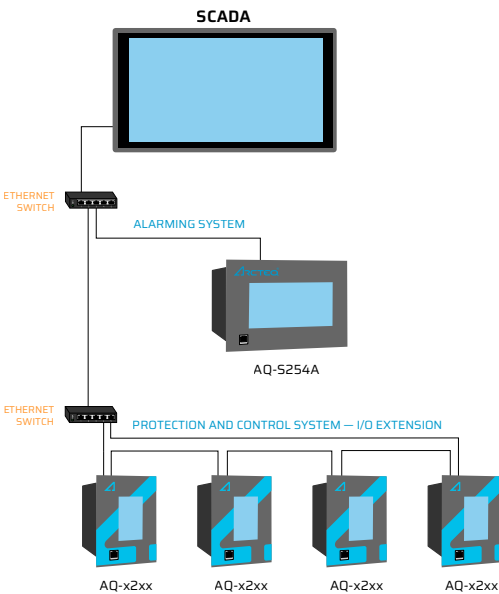 SCADA
ETHERNET
SWITCH
ALARMING SYSTEM
AQ-S254A
ETHERNET
SWITCH
PROTECTION AND CONTROL SYSTEM — I/O EXTENSION
AQ-x2xx
AQ-x2xx
AQ-x2xx
AQ-x2xx